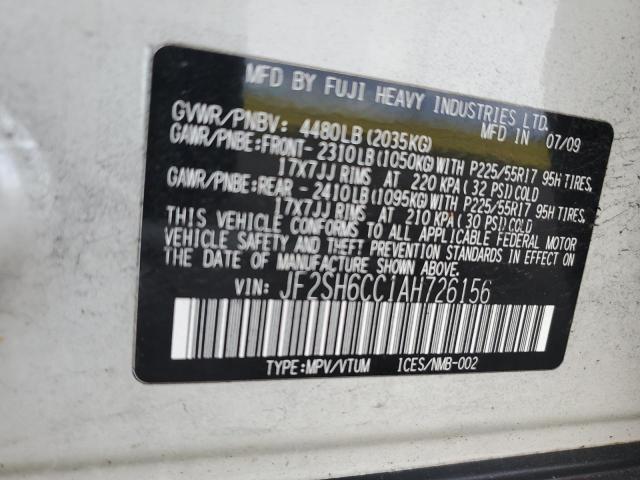 MFD BY FUJI HEAVY INDUSTRIES LTD.
MFD IN 07/09
GVWR/PNBV: 4480LB(2035KG)
GAWR/PNBE:FRONT- 2310LB(1050KG)WITH P225/55R17 95H TIRES,
17X7JJ RIMS AT 220 KPA(32 PSI)COLD
GAWR/PNBE:REAR - 2410LB(1095KG)WITH P225/55R17 95H TIRES,
17X7JJ RIMS AT 210 KPA(30 PSI)COLD
THIS VEHICLE CONFORMS TO ALL APPLICABLE FEDERAL MOTOR
VEHICLE SAFETY AND THEFT PREVENTION STANDARDS IN EFFECT ON
THE DATE OF MANUFACTURE SHOWN ABOVE.
VIN: JF2SH6CC1AH726156
TYPE:MPV/VTUM ICES/NMB-002